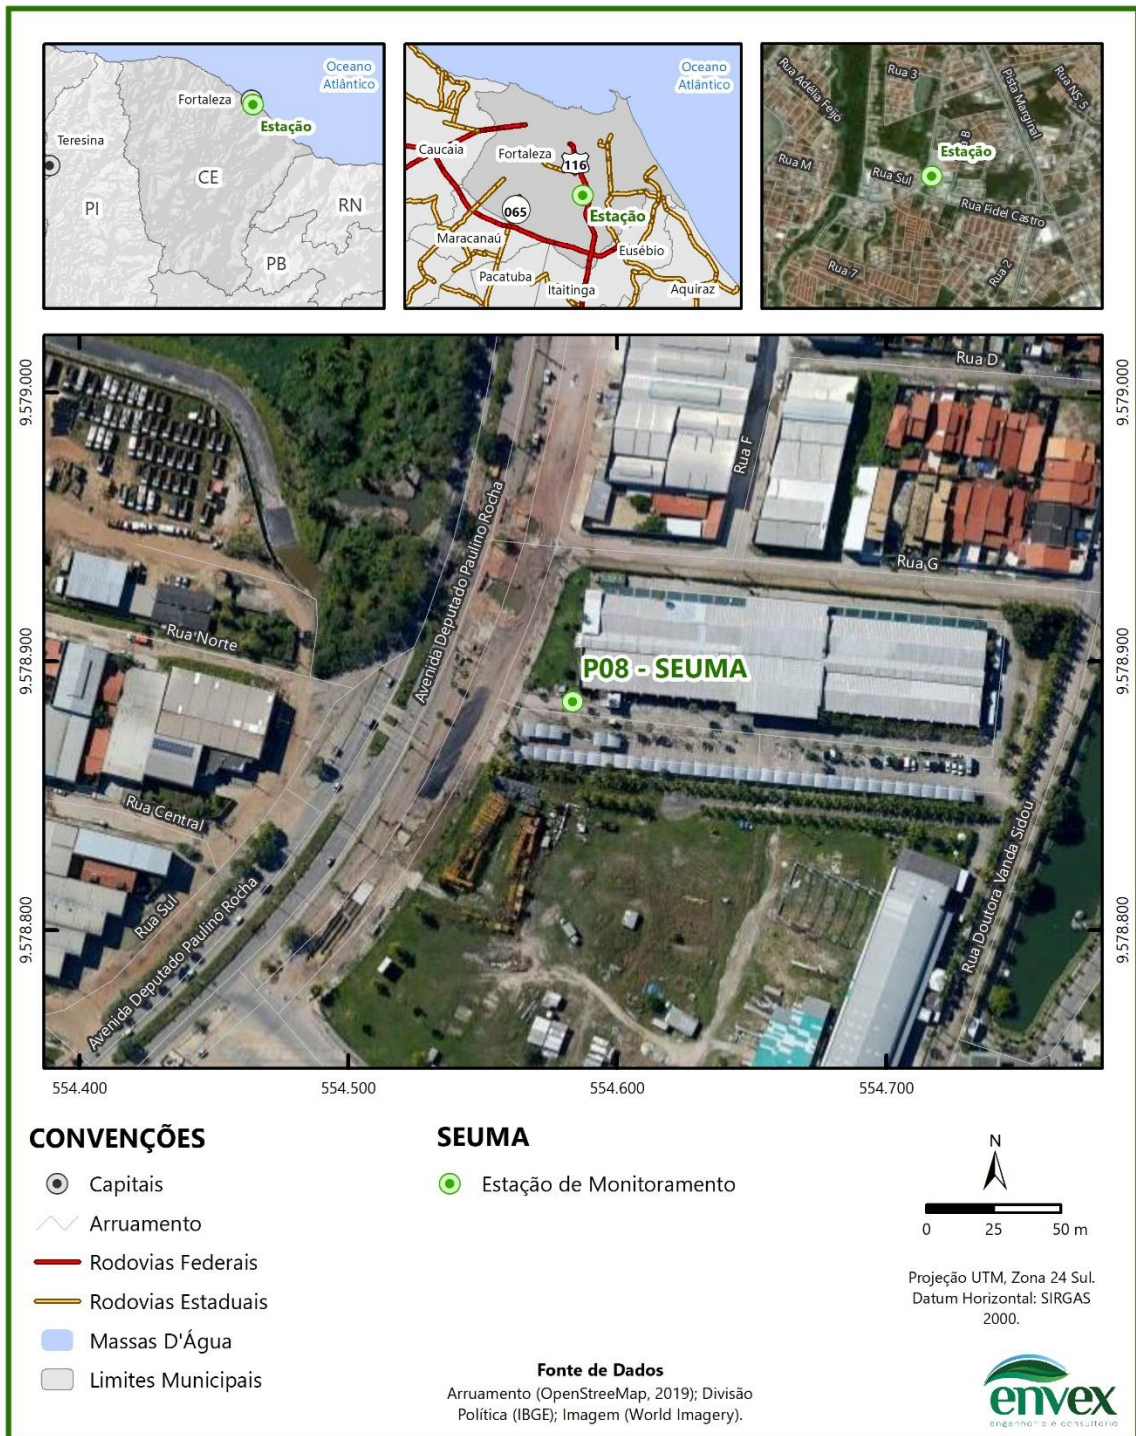 Oceano
Atlântico
Fortaleza
Estação
Teresina
CE
PI
RN
PB
Oceano
Atlântico
Caucaia
Fortaleza
116
065
Estação
Maracanaú
Eusébio
Pacatuba
Itaitinga
Aquiraz
Rua Adélia Feijó
Rua 3
Pista Marginal
Rua NS 5
Estação
Rua M
Rua Sul
Rua Fidel Castro
Rua 7
Rua 2
9.579.000
9.578.900
9.578.800
9.579.000
9.578.900
9.578.800
Rua D
Rua F
Rua G
Avenida Deputado Paulino Rocha
Rua Norte
P08 - SEUMA
Rua Central
Rua Sul
Avenida Deputado Paulino Rocha
Rua Doutora Vanda Sidou
554.400
554.500
554.600
554.700
CONVENÇÕES
Capitais
Arruamento
Rodovias Federais
Rodovias Estaduais
Massas D'Água
Limites Municipais
SEUMA
Estação de Monitoramento
N
0 25 50 m
Projeção UTM, Zona 24 Sul.
Datum Horizontal: SIRGAS
2000.
Fonte de Dados
Arruamento (OpenStreeMap, 2019); Divisão
Política (IBGE); Imagem (World Imagery).
envex
engenharia e consultoria